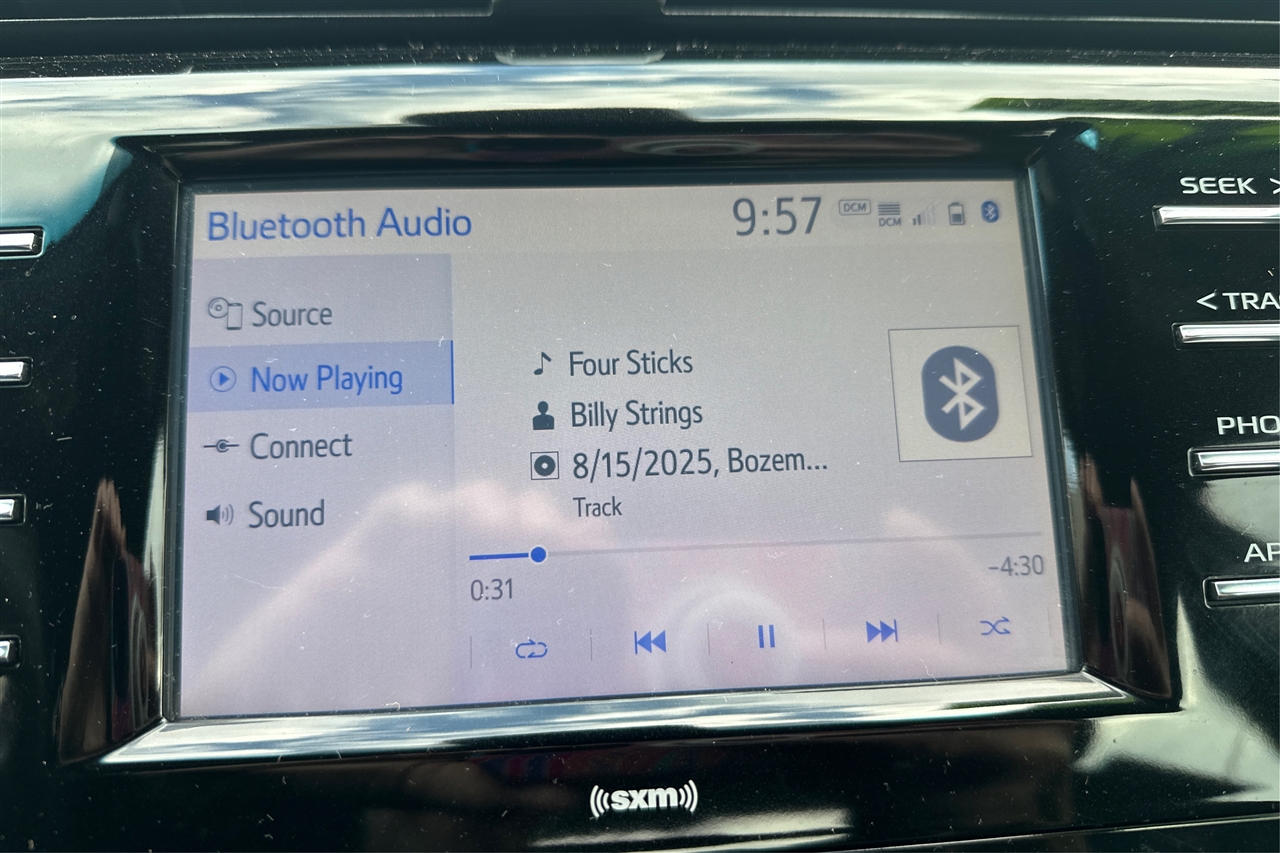 Bluetooth Audio
9:57
DCM
DCM
Source
Now Playing
Connect
Sound
Four Sticks
Billy Strings
8/15/2025, Bozem...
Track
0:31
-4:30
SEEK >
< TRA
PHO
AP
((sxm))